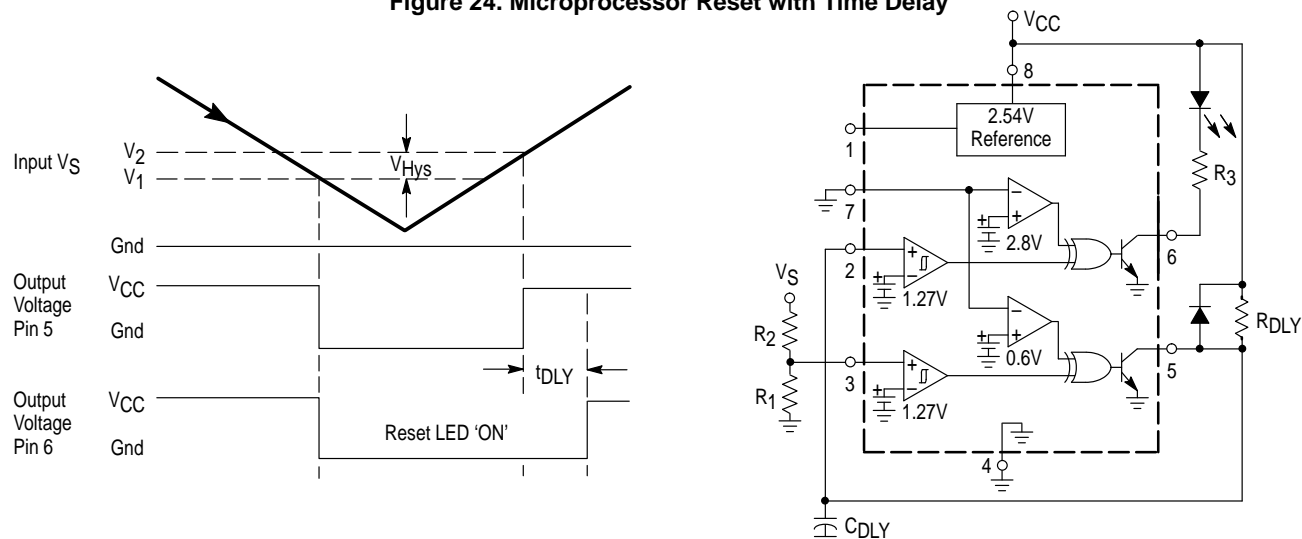 Figure 24. Microprocessor Reset with Time Delay
Input VS
V2
V1
VHys
Gnd
Output
Voltage
Pin 5
VCC
Gnd
tDLY
Output
Voltage
Pin 6
VCC
Gnd
Reset LED 'ON'
VCC
8
2.54V
Reference
1
R3
7
2.8V
6
2
1.27V
VS
R2
RDLY
0.6V
3
5
R1
1.27V
4
CDLY